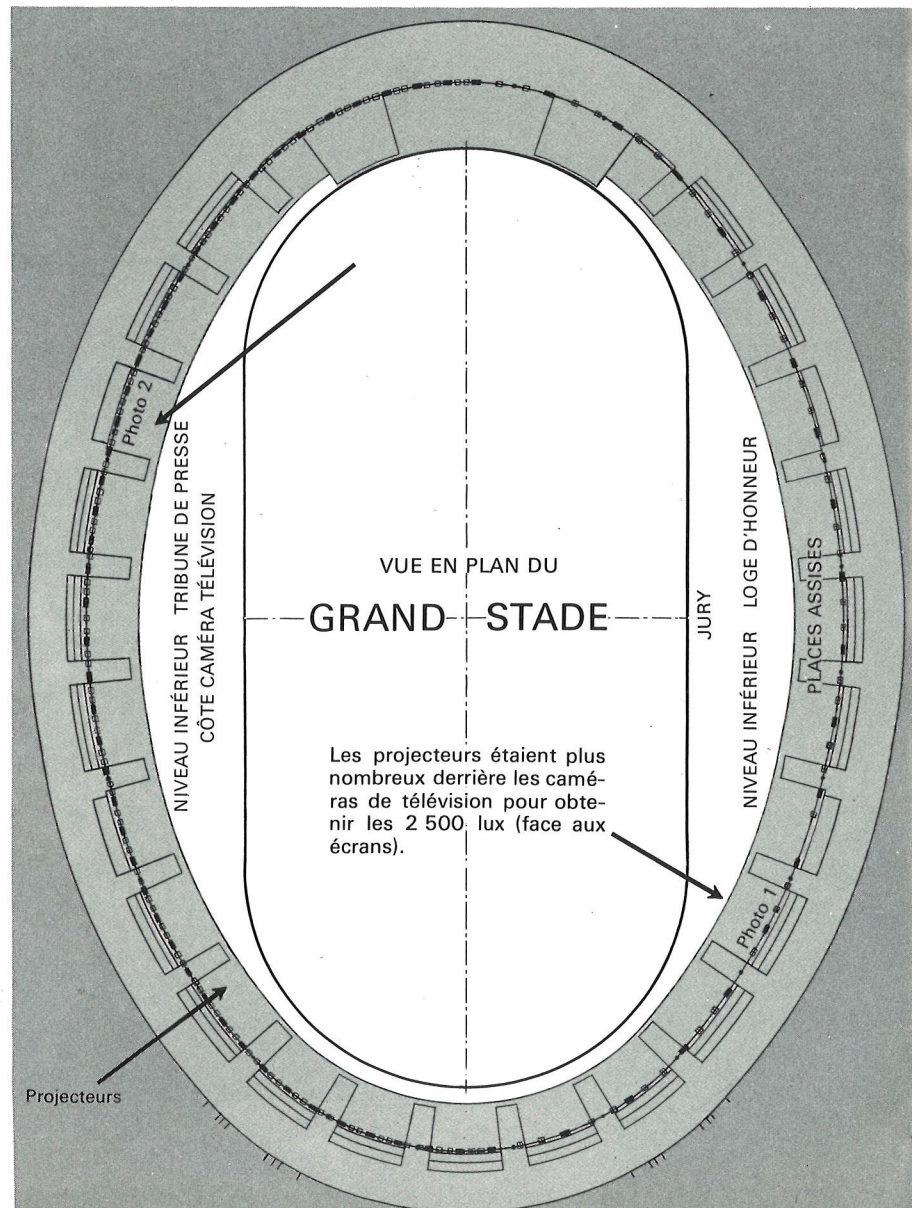 Photo 2
NIVEAU INFÉRIEUR TRIBUNE DE PRESSE
CÔTE CAMÉRA TÉLÉVISION
VUE EN PLAN DU
GRAND STADE
JURY
NIVEAU INFÉRIEUR LOGE D'HONNEUR
PLACES ASSISES
Les projecteurs étaient plus
nombreux derrière les camé-
ras de télévision pour obte-
nir les 2 500 lux (face aux
écrans).
Photo 1
Projecteurs